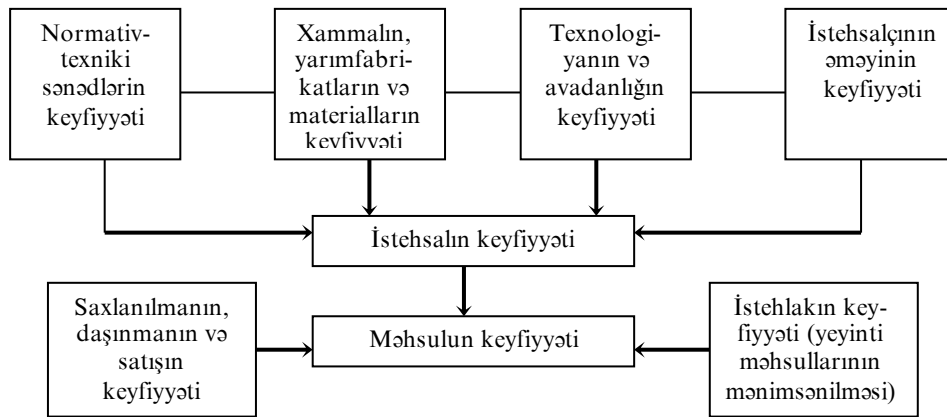 Normativ-
texniki
sənədlərin
keyfiyyəti
Xammalın,
yarımfabri-
katların və
materialların
keyfiyyəti
Texnologi-
yanın və
avadanlığın
keyfiyyəti
İstehsalçının
əməyinin
keyfiyyəti
İstehsalın keyfiyyəti
Saxlanılmanın,
daşınmanın və
satışın
keyfiyyəti
Məhsulun keyfiyyəti
İstehlakın key-
fiyyəti (yeyinti
məhsullarının
mənimsənilməsi)